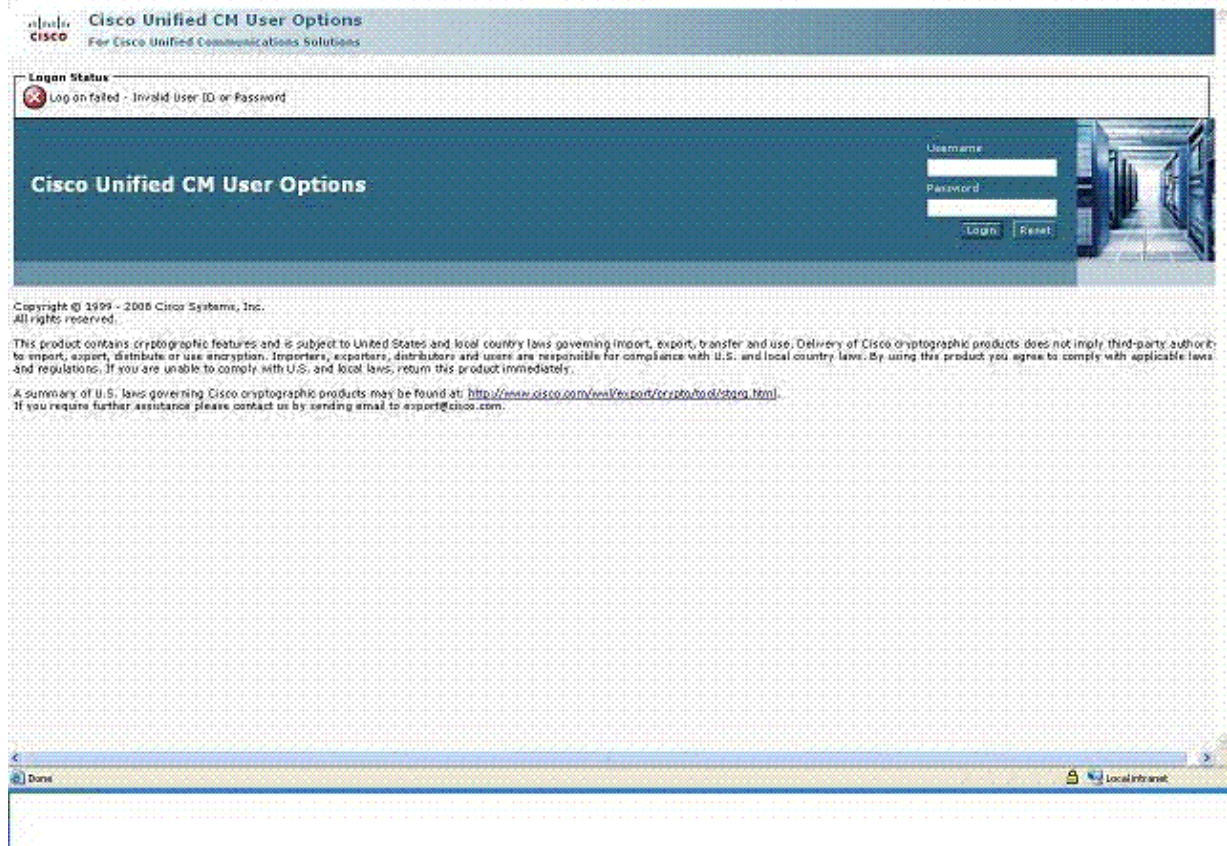 CISCO
Cisco Unified CM User Options
For Cisco Unified Communications Solutions
Logon Status
Log on failed - Invalid User ID or Password
Username
Cisco Unified CM User Options
Password
Login Reset
Copyright © 1999 - 2008 Cisco Systems, Inc.
All rights reserved.
This product contains cryptographic features and is subject to United States and local country laws governing import, export, transfer and use. Delivery of Cisco cryptographic products does not imply third-party authority
to import, export, distribute or use encryption. Importers, exporters, distributors and users are responsible for compliance with U.S. and local country laws. By using this product you agree to comply with applicable laws
and regulations. If you are unable to comply with U.S. and local laws, return this product immediately.
A summary of U.S. laws governing Cisco cryptographic products may be found at: http://www.cisco.com/wwl/export/crypto/tool/stqrg.html.
If you require further assistance please contact us by sending email to export@cisco.com.
Done
Local intranet